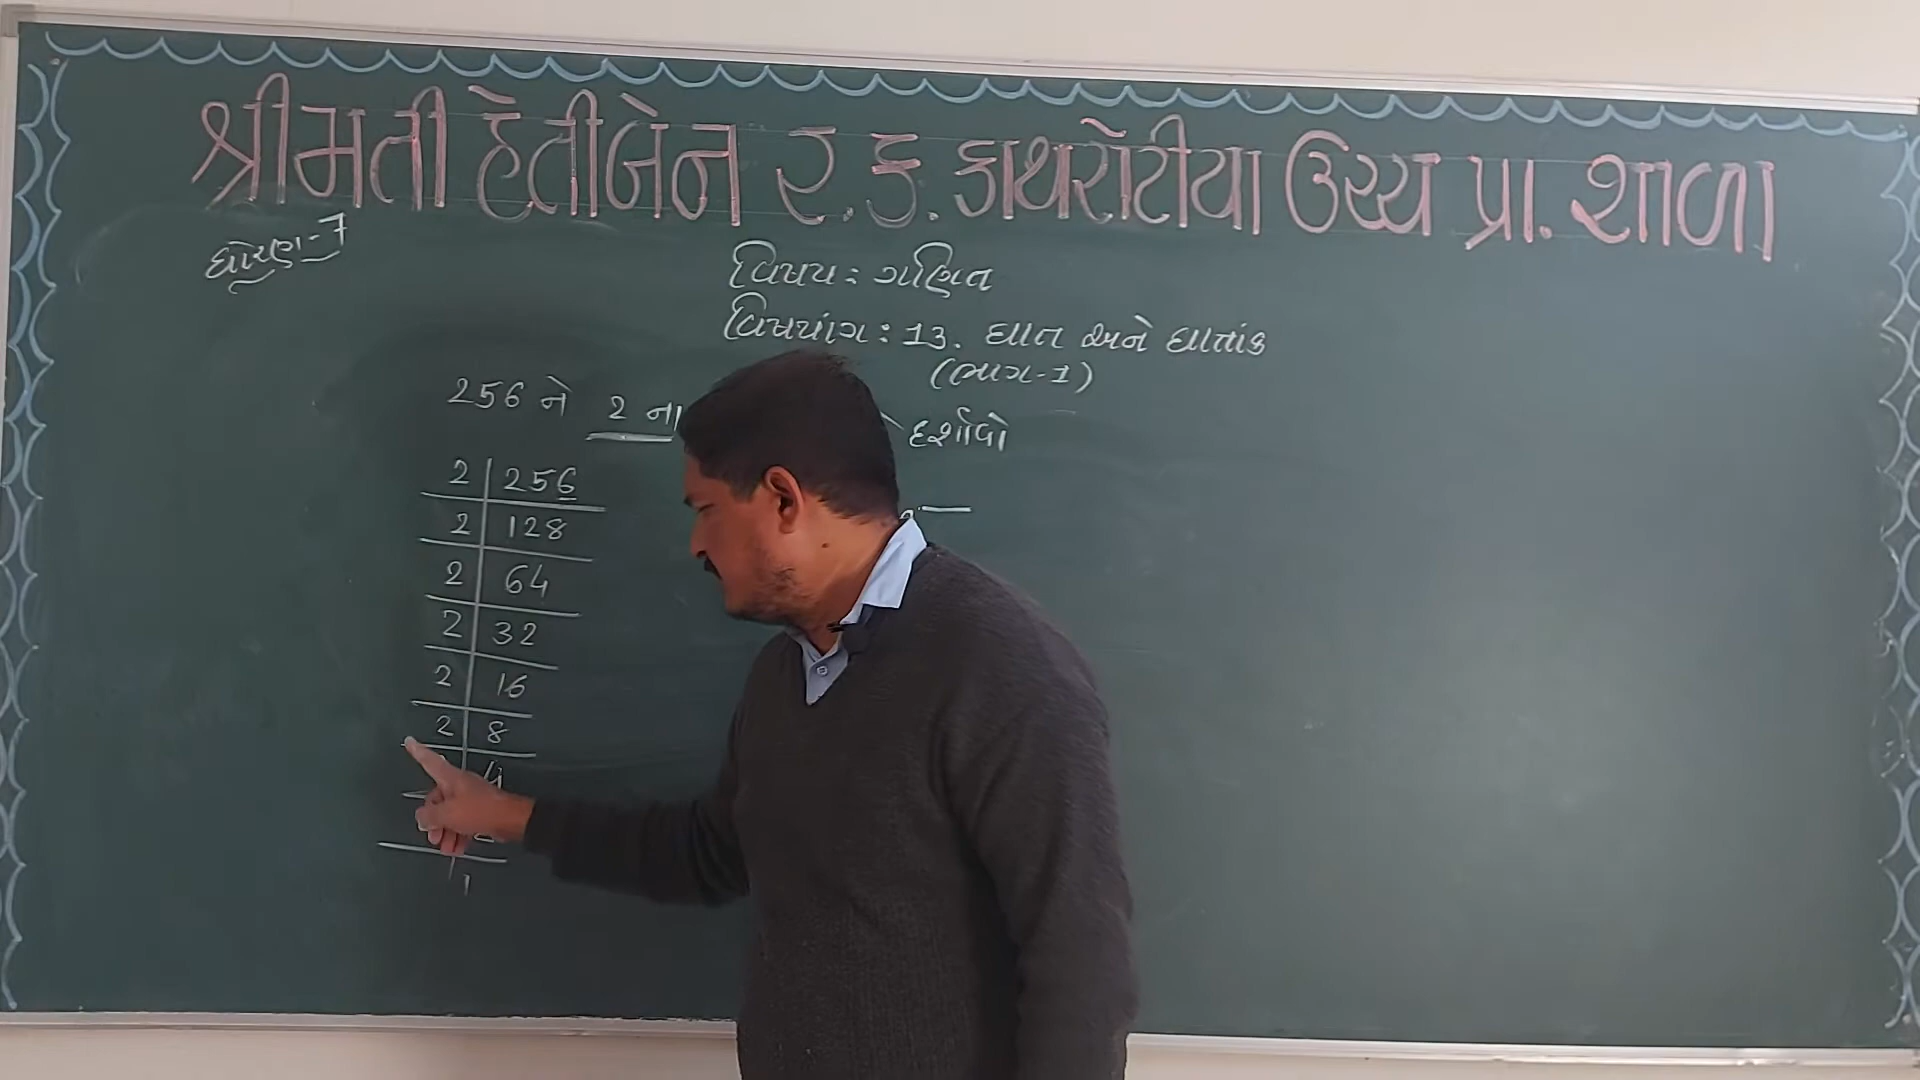 શ્રીમતી હેતીબેન ર. ક. કાથરોટીયા ઉચ્ચ પ્રા. શાળા
ધોરણ-7
વિષય : ગણિત
વિષયાંગ : 13. ઘાત અને ઘાતાંક
(ભાગ-1)
256 ને 2 ના દર્શાવો
2 256
2 128
2 64
2 32
2 16
2 8
4
1